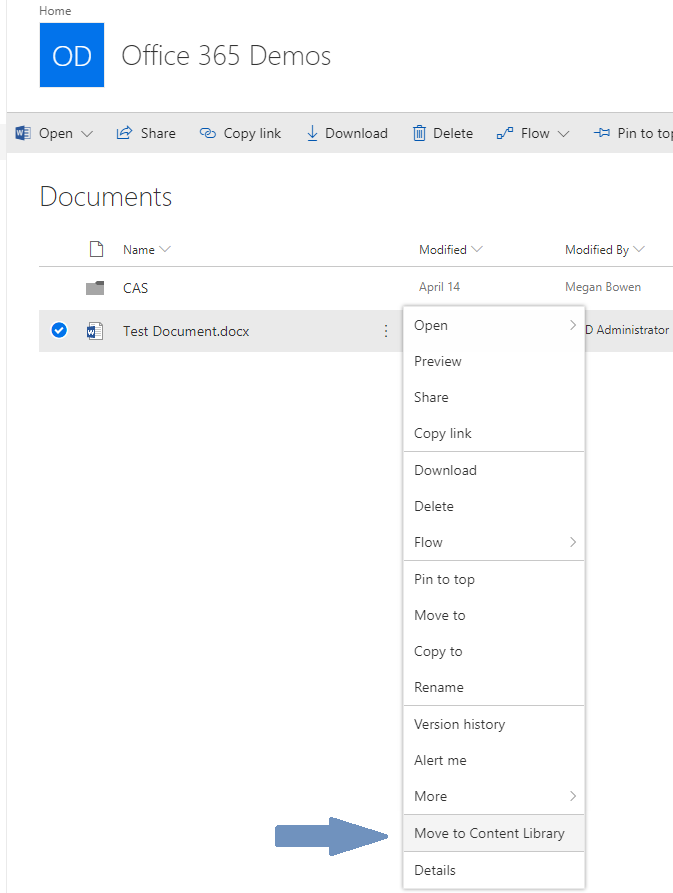 Home
OD Office 365 Demos
Open Share Copy link Download Delete Flow Pin to top
Documents
Name Modified Modified By
CAS April 14 Megan Bowen
Test Document.docx D Administrator
Open
Preview
Share
Copy link
Download
Delete
Flow
Pin to top
Move to
Copy to
Rename
Version history
Alert me
More
Move to Content Library
Details